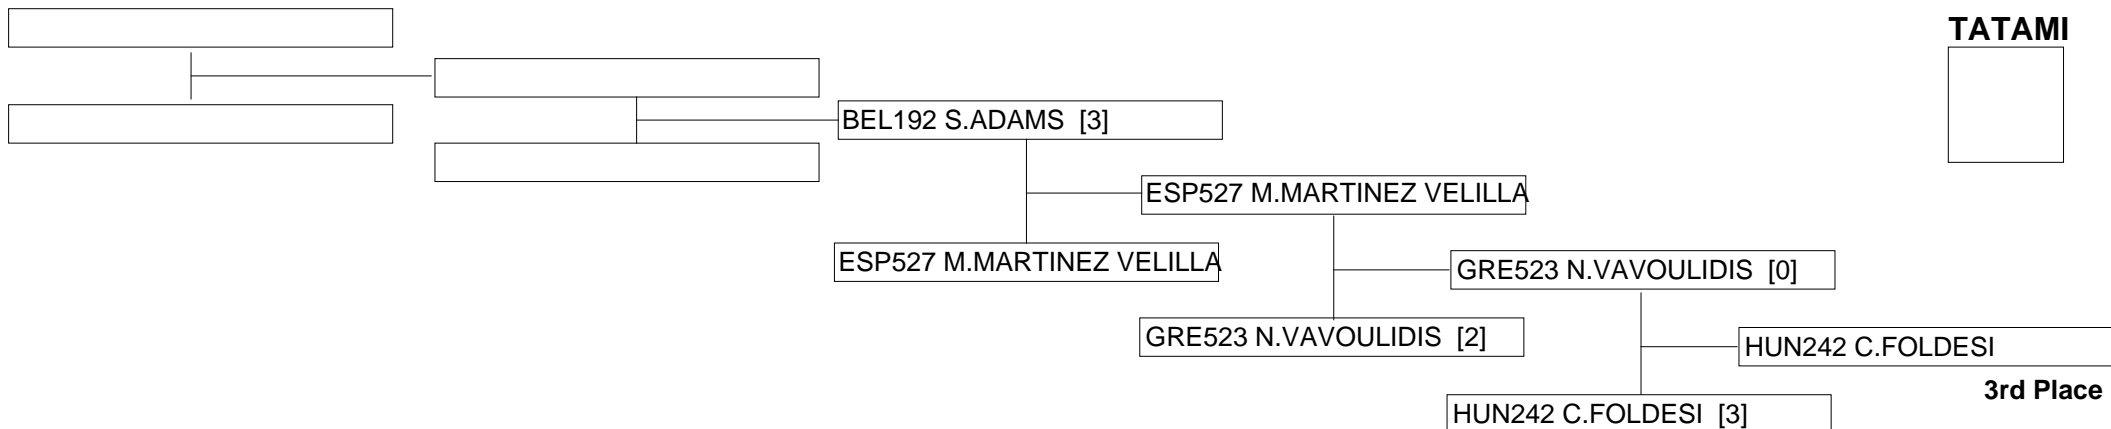 TATAMI
BEL192 S.ADAMS [3]
ESP527 M.MARTINEZ VELILLA
ESP527 M.MARTINEZ VELILLA
GRE523 N.VAVOULIDIS [0]
GRE523 N.VAVOULIDIS [2]
HUN242 C.FOLDESI
3rd Place
HUN242 C.FOLDESI [3]